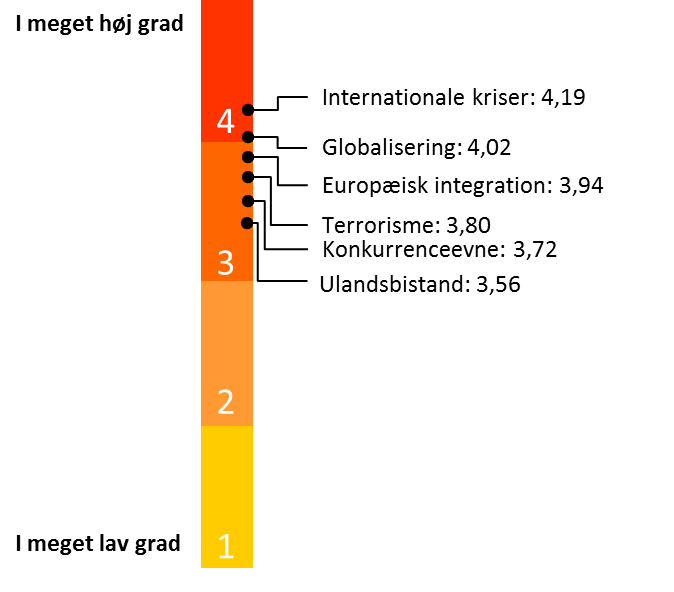 I meget høj grad
Internationale kriser: 4,19
4
Globalisering: 4,02
Europæisk integration: 3,94
Terrorisme: 3,80
Konkurrenceevne: 3,72
3
Ulandsbistand: 3,56
2
I meget lav grad
1